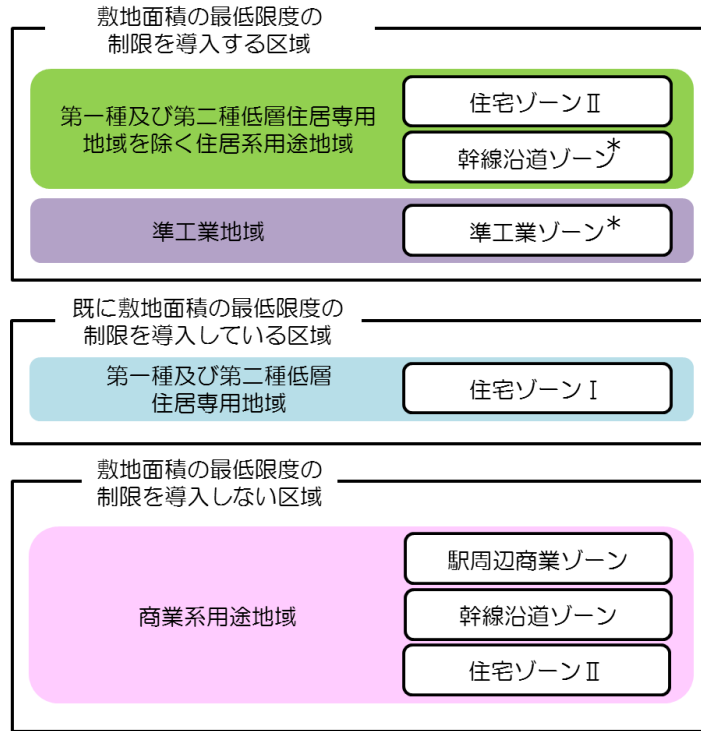 敷地面積の最低限度の
制限を導入する区域
第一種及び第二種低層住居専用
地域を除く住居系用途地域
住宅ゾーンⅡ
幹線沿道ゾーン*
準工業地域
準工業ゾーン*
既に敷地面積の最低限度の
制限を導入している区域
第一種及び第二種低層
住居専用地域
住宅ゾーンⅠ
敷地面積の最低限度の
制限を導入しない区域
商業系用途地域
駅周辺商業ゾーン
幹線沿道ゾーン
住宅ゾーンⅡ